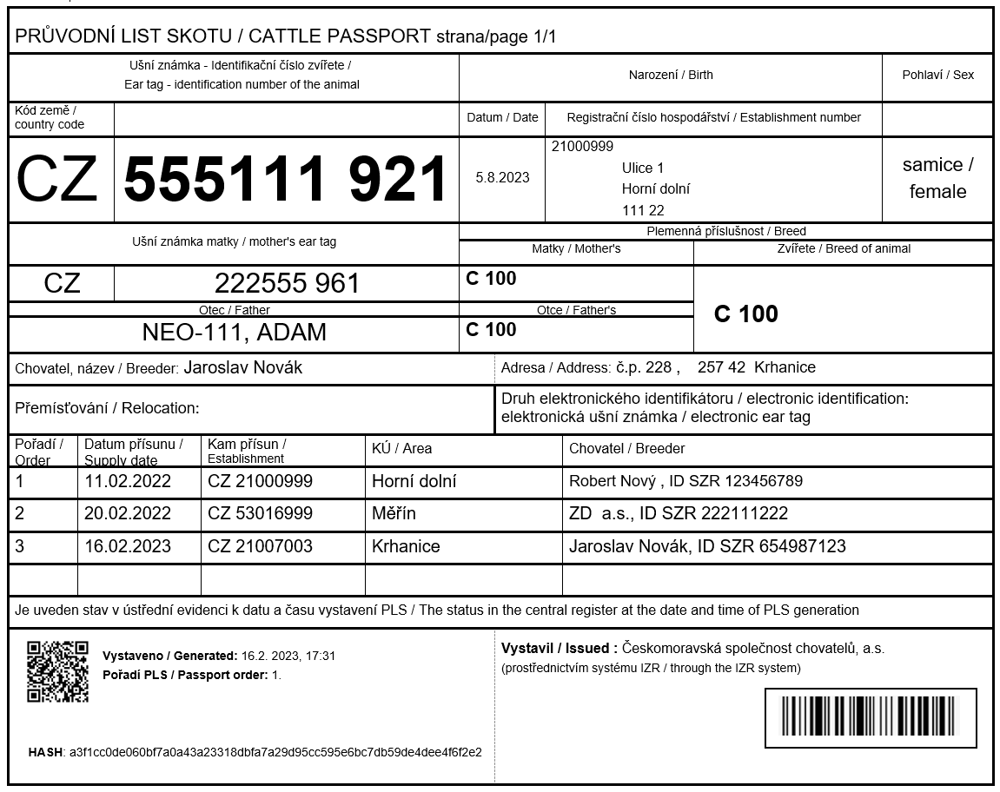 PRŮVODNÍ LIST SKOTU / CATTLE PASSPORT strana/page 1/1
Ušní známka - Identifikační číslo zvířete /
Ear tag - identification number of the animal
Narození / Birth
Pohlaví / Sex
Kód země /
country code
Datum / Date
Registrační číslo hospodářství / Establishment number
CZ
555111 921
5.8.2023
21000999
Ulice 1
Horní dolní
111 22
samice /
female
Ušní známka matky / mother's ear tag
Plemenná příslušnost / Breed
Matky / Mother's
Zvířete / Breed of animal
CZ
222555 961
C 100
C 100
Otec / Father
Otce / Father's
NEO-111, ADAM
C 100
Chovatel, název / Breeder: Jaroslav Novák
Adresa / Address: č.p. 228 , 257 42 Krhanice
Přemísťování / Relocation:
Druh elektronického identifikátoru / electronic identification:
elektronická ušní známka / electronic ear tag
Pořadí /
Order
Datum přísunu /
Supply date
Kam přísun /
Establishment
KÚ / Area
Chovatel / Breeder
1 11.02.2022 CZ 21000999 Horní dolní Robert Nový , ID SZR 123456789
2 20.02.2022 CZ 53016999 Měřín ZD a.s., ID SZR 222111222
3 16.02.2023 CZ 21007003 Krhanice Jaroslav Novák, ID SZR 654987123
Je uveden stav v ústřední evidenci k datu a času vystavení PLS / The status in the central register at the date and time of PLS generation
Vystaveno / Generated: 16.2. 2023, 17:31
Pořadí PLS / Passport order: 1.
HASH: a3f1cc0de060bf7a0a43a23318dbfa7a29d95cc595e6bc7db59de4dee4f6f2e2
Vystavil / Issued : Českomoravská společnost chovatelů, a.s.
(prostřednictvím systému IZR / through the IZR system)